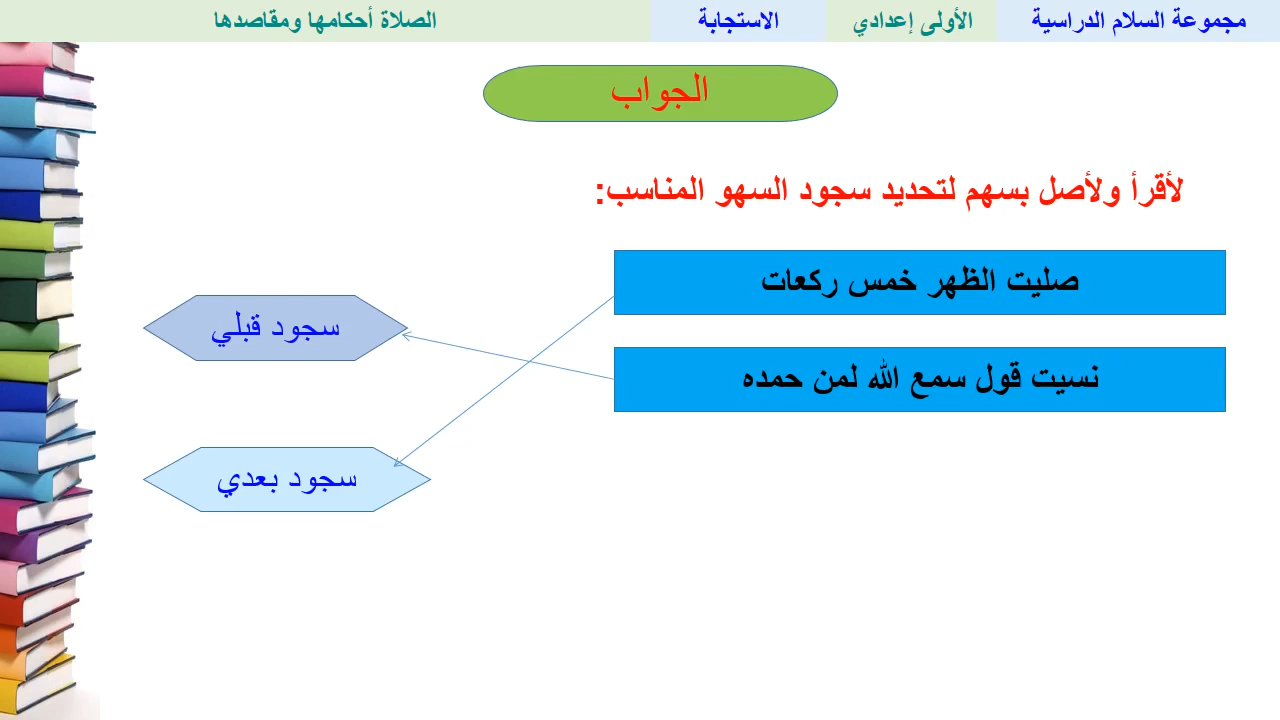 مجموعة السلام الدراسية
الأولى إعدادي
الاستجابة
الصلاة أحكامها ومقاصدها
الجواب
لأقرأ ولأصل بسهم لتحديد سجود السهو المناسب:
صليت الظهر خمس ركعات
سجود قبلي
نسيت قول سمع الله لمن حمده
سجود بعدي